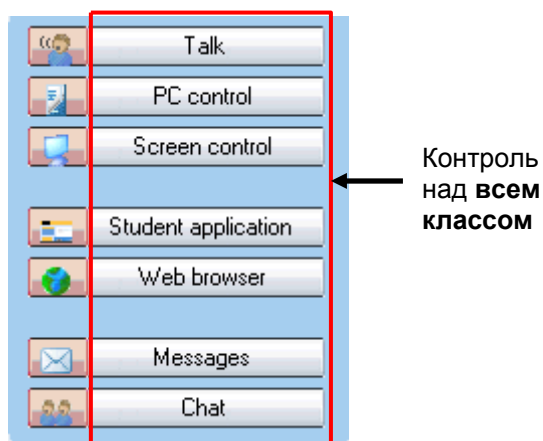 Talk
PC control
Screen control
Контроль
над всем
классом
Student application
Web browser
Messages
Chat